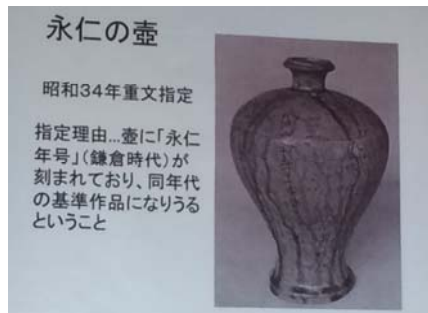 永仁の壺
昭和34年重文指定
指定理由…壺に「永仁
年号」(鎌倉時代)が
刻まれており、同年代
の基準作品になりうる
ということ